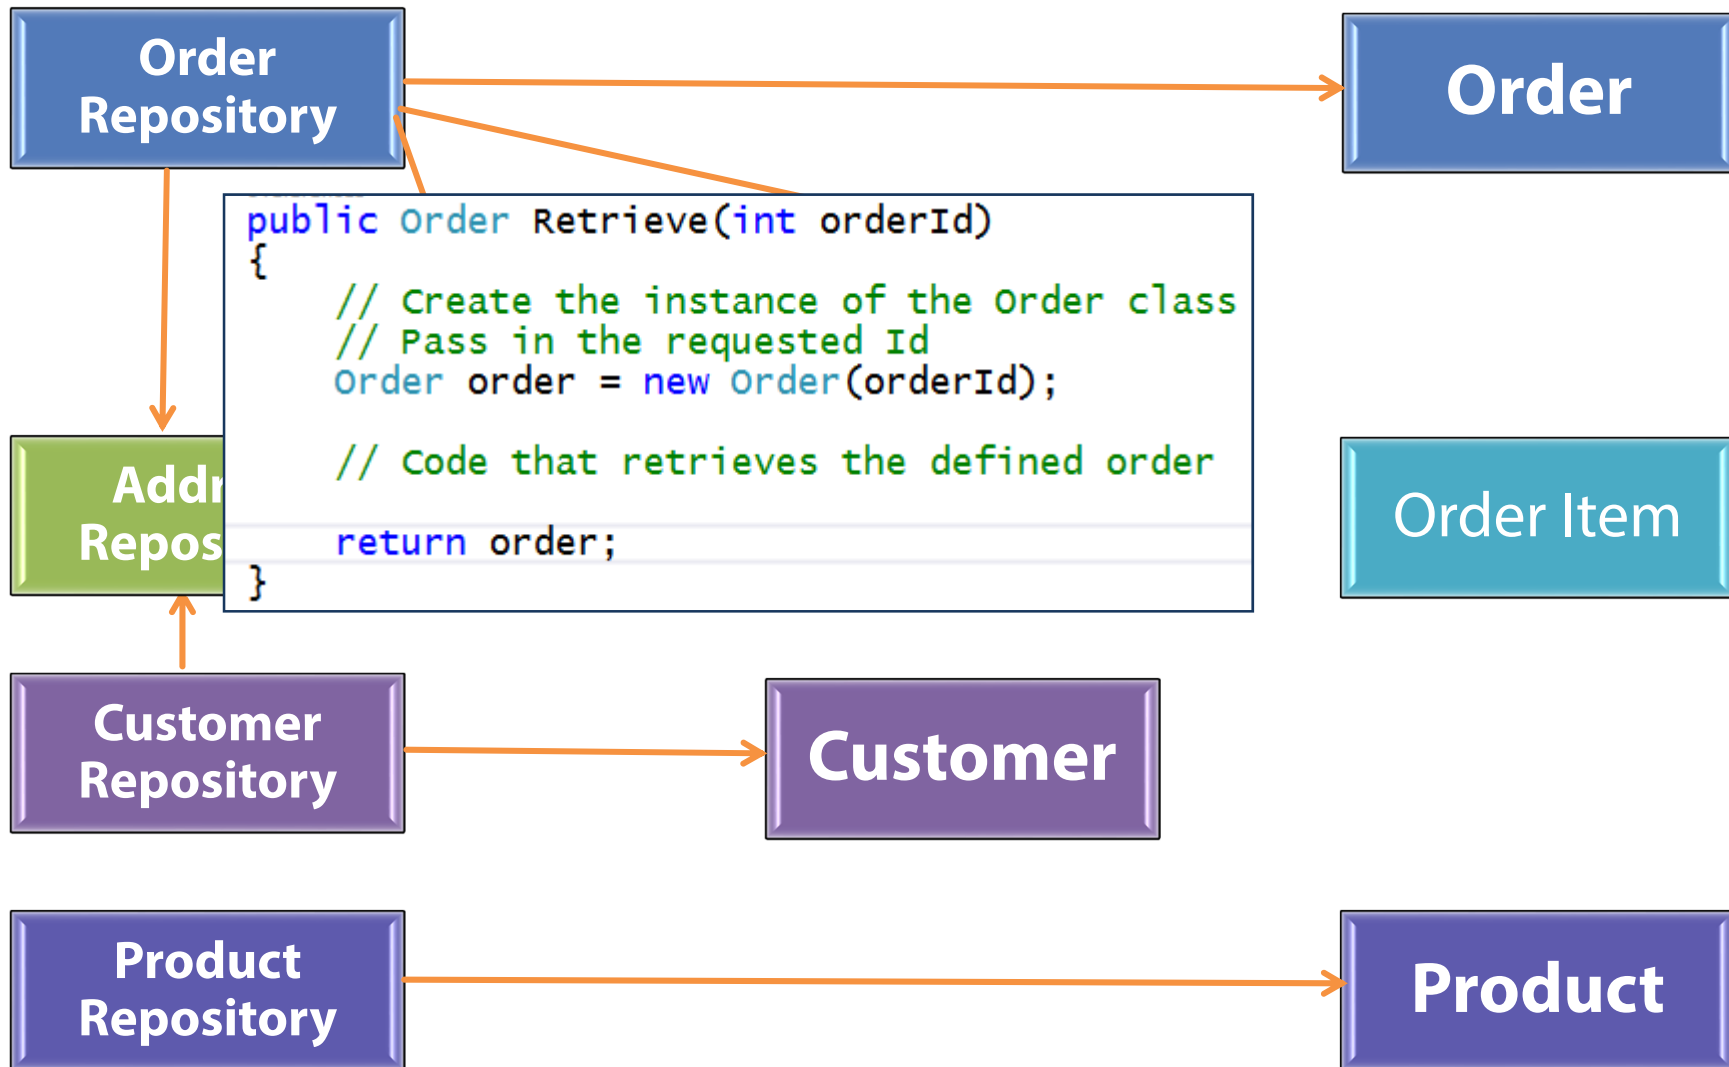 Order
Repository
Order
public Order Retrieve(int orderId)
{
// Create the instance of the Order class
// Pass in the requested Id
Order order = new Order(orderId);
// Code that retrieves the defined order
return order;
}
Order Item
Customer
Repository
Customer
Product
Repository
Product